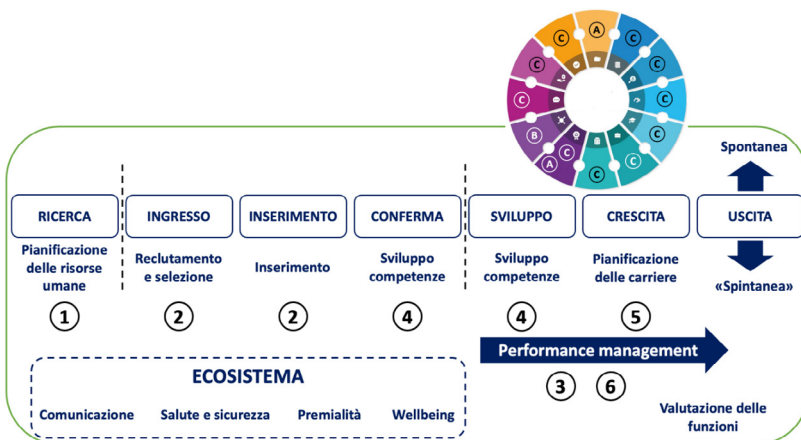 A
C
C
C
C
C
C
C
C
C
B
C
A
C
Spontanea
RICERCA
INGRESSO
INSERIMENTO
CONFERMA
SVILUPPO
CRESCITA
USCITA
Pianificazione
delle risorse
umane
Reclutamento
e selezione
Inserimento
Sviluppo
competenze
Sviluppo
competenze
Pianificazione
delle carriere
«Spintanea»
1
2
2
4
4
5
Performance management
3
6
ECOSISTEMA
Comunicazione
Salute e sicurezza
Premialità
Wellbeing
Valutazione delle
funzioni